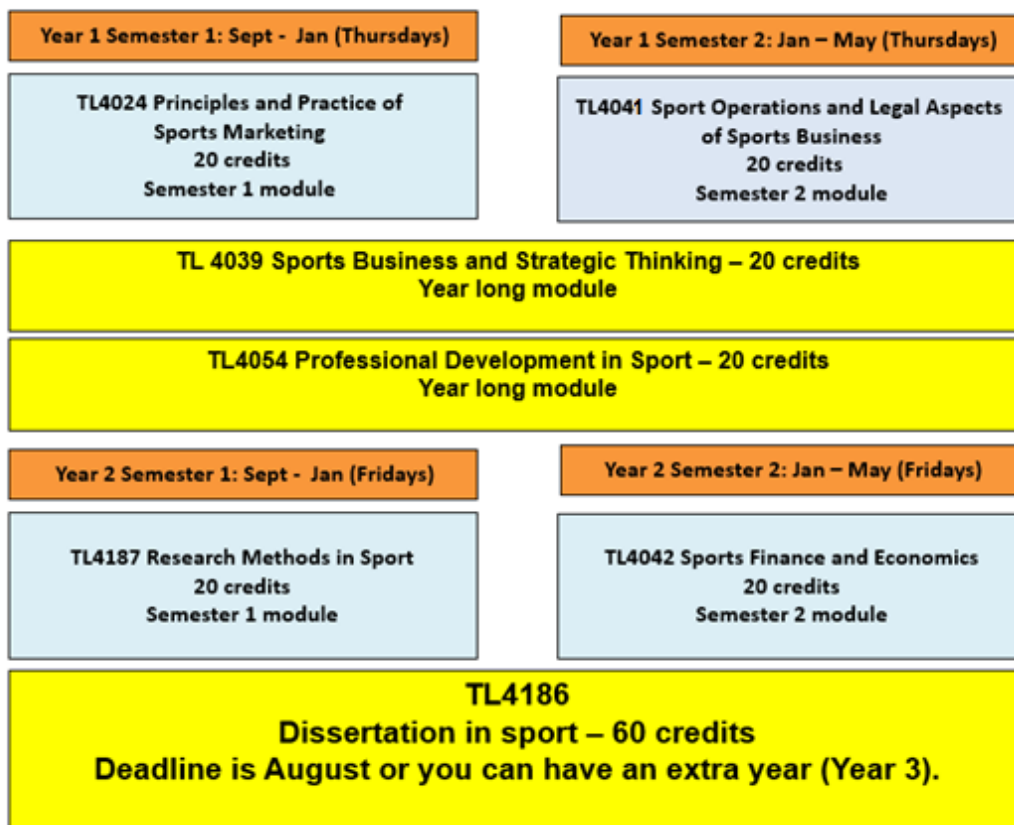 Year 1 Semester 1: Sept - Jan (Thursdays)
Year 1 Semester 2: Jan – May (Thursdays)
TL4024 Principles and Practice of
Sports Marketing
20 credits
Semester 1 module
TL4041 Sport Operations and Legal Aspects
of Sports Business
20 credits
Semester 2 module
TL 4039 Sports Business and Strategic Thinking – 20 credits
Year long module
TL4054 Professional Development in Sport – 20 credits
Year long module
Year 2 Semester 1: Sept - Jan (Fridays)
Year 2 Semester 2: Jan – May (Fridays)
TL4187 Research Methods in Sport
20 credits
Semester 1 module
TL4042 Sports Finance and Economics
20 credits
Semester 2 module
TL4186
Dissertation in sport – 60 credits
Deadline is August or you can have an extra year (Year 3).